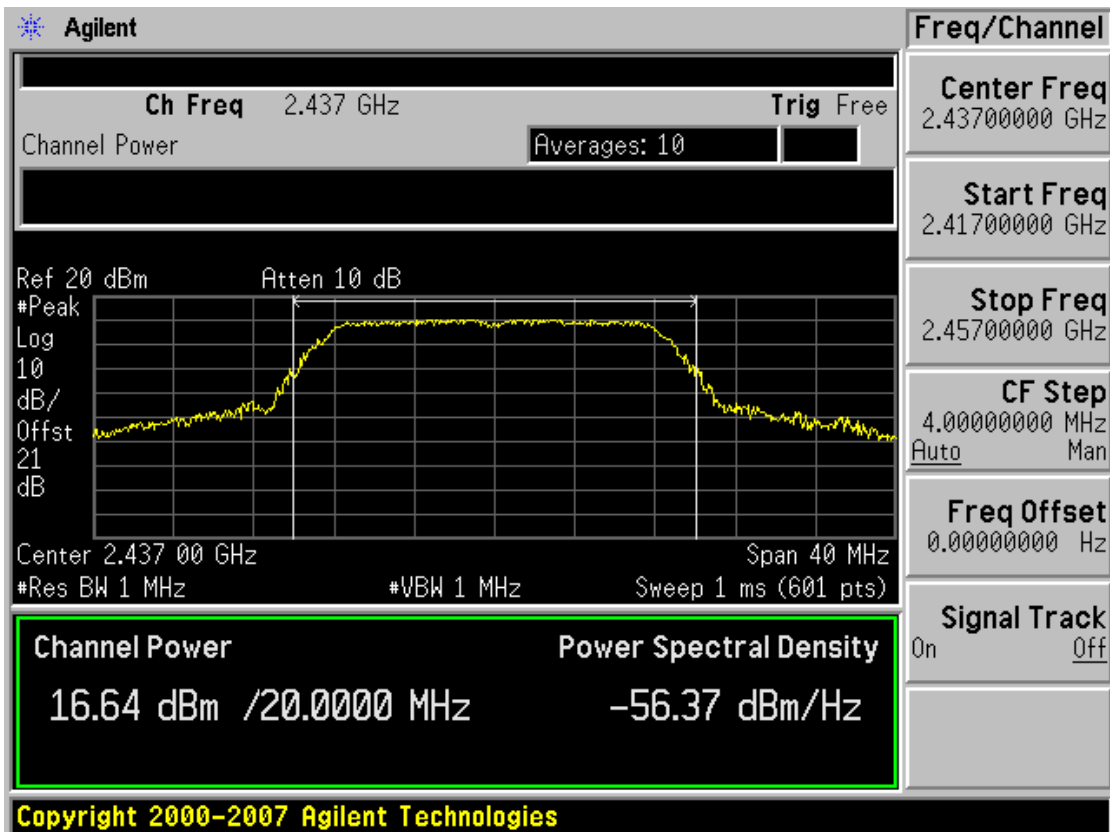 Agilent
Ch Freq 2.437 GHz Trig Free
Channel Power Averages: 10
Ref 20 dBm Atten 10 dB
#Peak
Log
10
dB/
Offst
21
dB
Center 2.437 00 GHz Span 40 MHz
#Res BW 1 MHz #VBW 1 MHz Sweep 1 ms (601 pts)
Channel Power Power Spectral Density
16.64 dBm /20.0000 MHz -56.37 dBm/Hz
Copyright 2000-2007 Agilent Technologies
Freq/Channel
Center Freq
2.43700000 GHz
Start Freq
2.41700000 GHz
Stop Freq
2.45700000 GHz
CF Step
4.00000000 MHz
Auto Man
Freq Offset
0.00000000 Hz
Signal Track
On Off